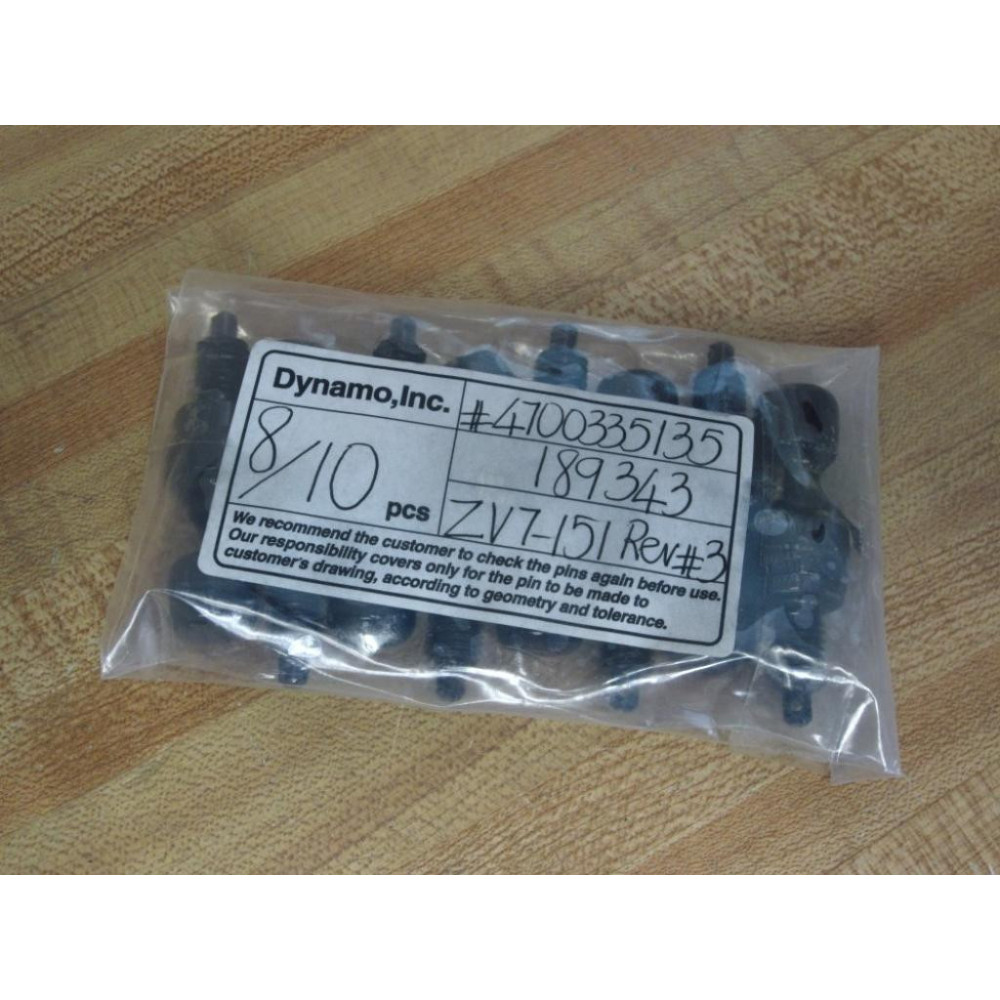 Dynamo,Inc.
#4700335135
8/10 pcs
189343
ZV7-151 Rev#3
We recommend the customer to check the pins again before use.
Our responsibility covers only for the pin to be made to
customer's drawing, according to geometry and tolerance.